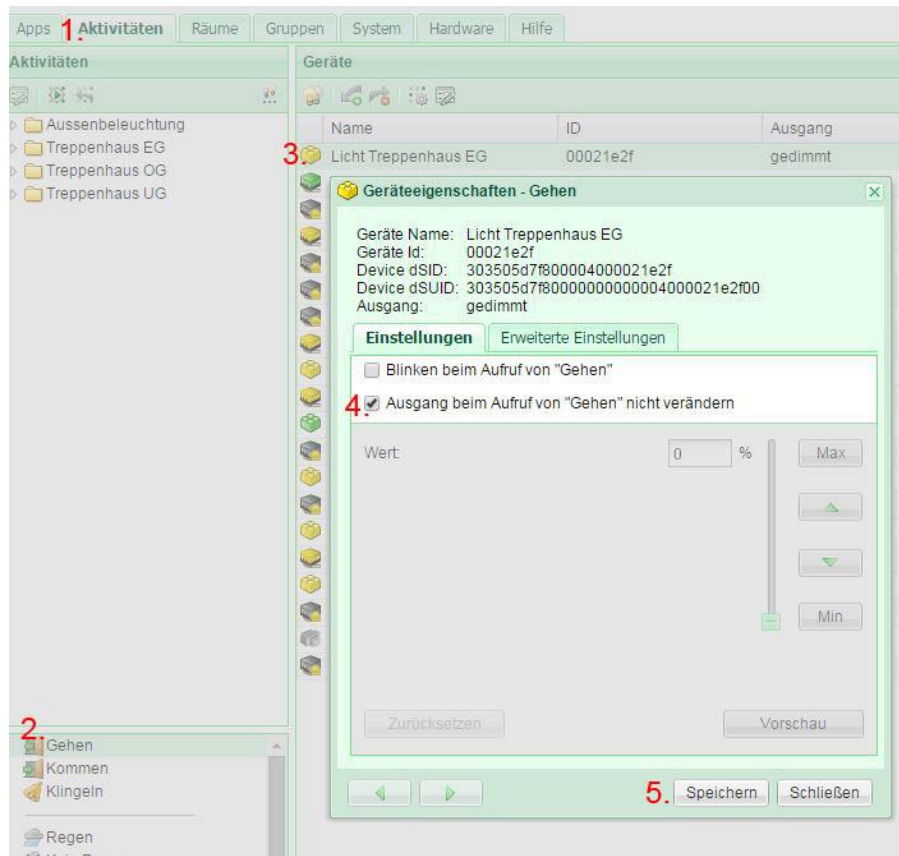 Apps 1. Aktivitäten Räume Gruppen System Hardware Hilfe
Aktivitäten
Geräte
Name ID Ausgang
Aussenbeleuchtung
Treppenhaus EG
Treppenhaus OG
Treppenhaus UG
3. Licht Treppenhaus EG 00021e2f gedimmt
Geräteeigenschaften - Gehen
Geräte Name: Licht Treppenhaus EG
Geräte Id: 00021e2f
Device dSID: 303505d7f800004000021e2f
Device dSUID: 303505d7f80000000000004000021e2f00
Ausgang: gedimmt
Einstellungen Erweiterte Einstellungen
Blinken beim Aufruf von "Gehen"
4. Ausgang beim Aufruf von "Gehen" nicht verändern
Wert: 0 % Max
Min
Zurücksetzen Vorschau
5. Speichern Schließen
2. Gehen
Kommen
Klingeln
Regen